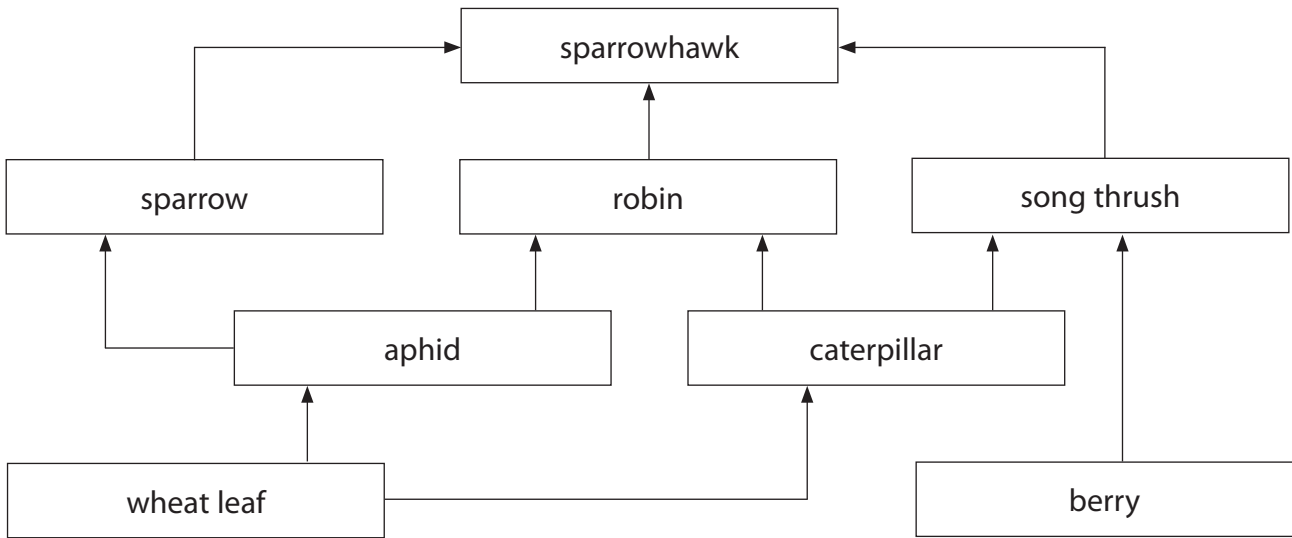 sparrowhawk
sparrow
robin
song thrush
aphid
caterpillar
wheat leaf
berry